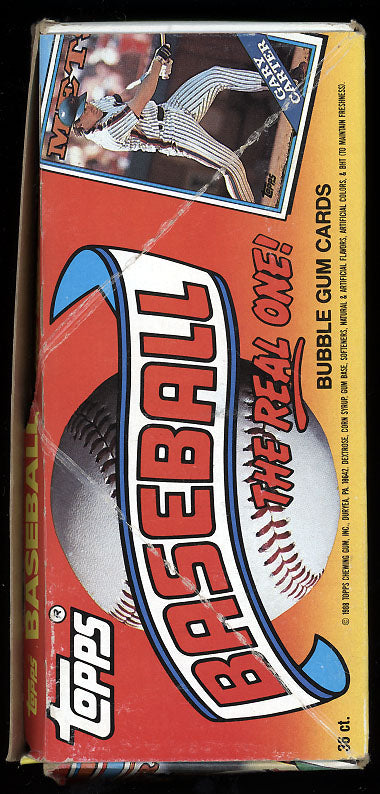 TOPPS BASEBALL
TOPPS®
BASEBALL
THE REAL ONE!
BUBBLE GUM CARDS
METS
GARY
CARTER
TOPPS
© 1988 TOPPS CHEWING GUM, INC., DURYEA, PA. 18642. DEXTROSE, CORN SYRUP, GUM BASE, SOFTENERS, NATURAL & ARTIFICIAL FLAVORS, ARTIFICIAL COLORS, & BHT (TO MAINTAIN FRESHNESS).
36 ct.